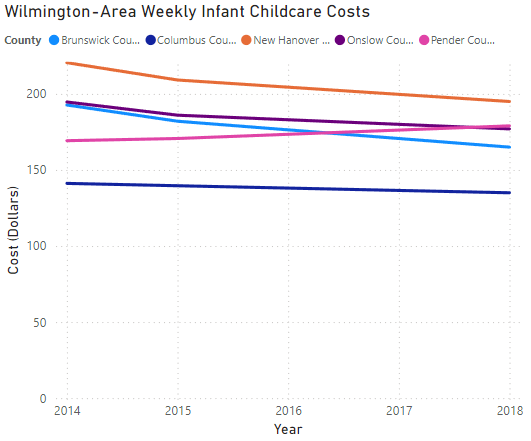 Wilmington-Area Weekly Infant Childcare Costs
County Brunswick Cou... Columbus Cou... New Hanover ... Onslow Cou... Pender Cou...
200
150
100
50
0
Cost (Dollars)
2014 2015 2016 2017 2018
Year